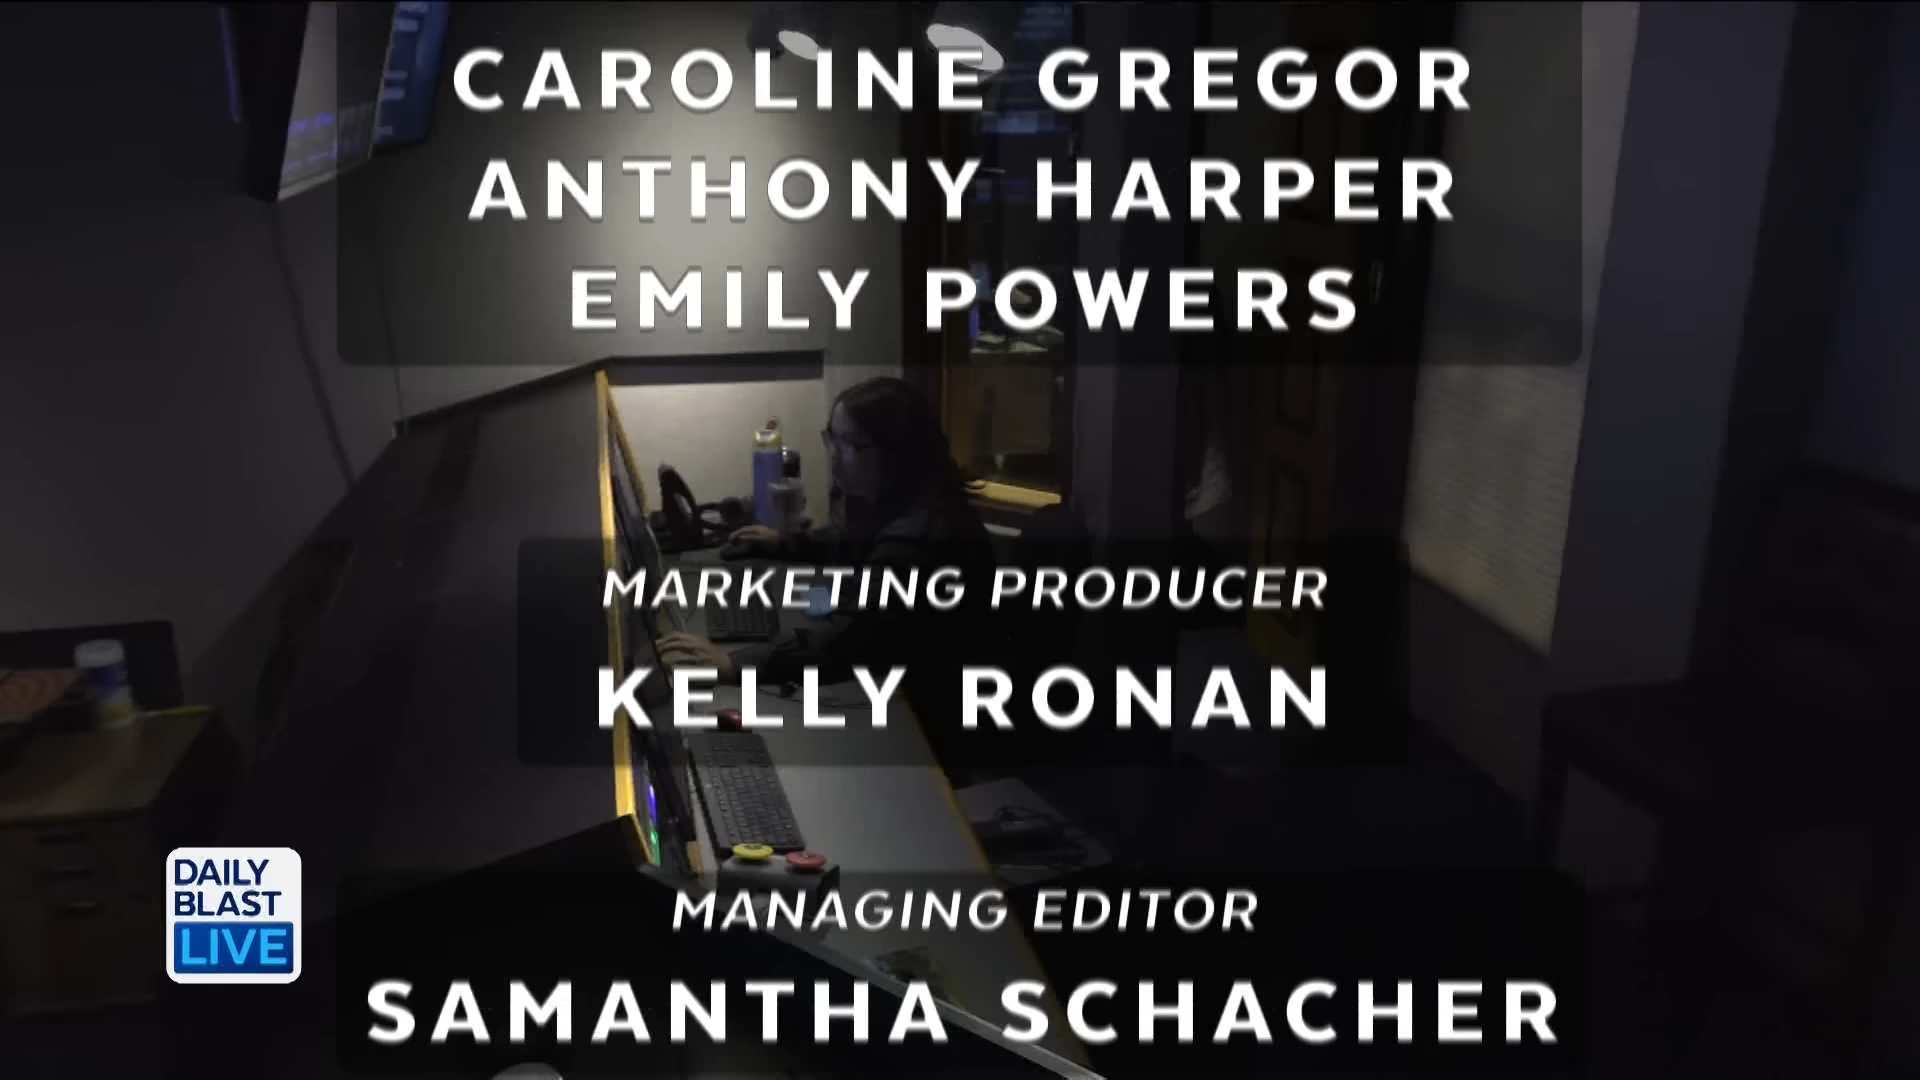 CAROLINE GREGOR
ANTHONY HARPER
EMILY POWERS
MARKETING PRODUCER
KELLY RONAN
DAILY
BLAST
LIVE
MANAGING EDITOR
SAMANTHA SCHACHER